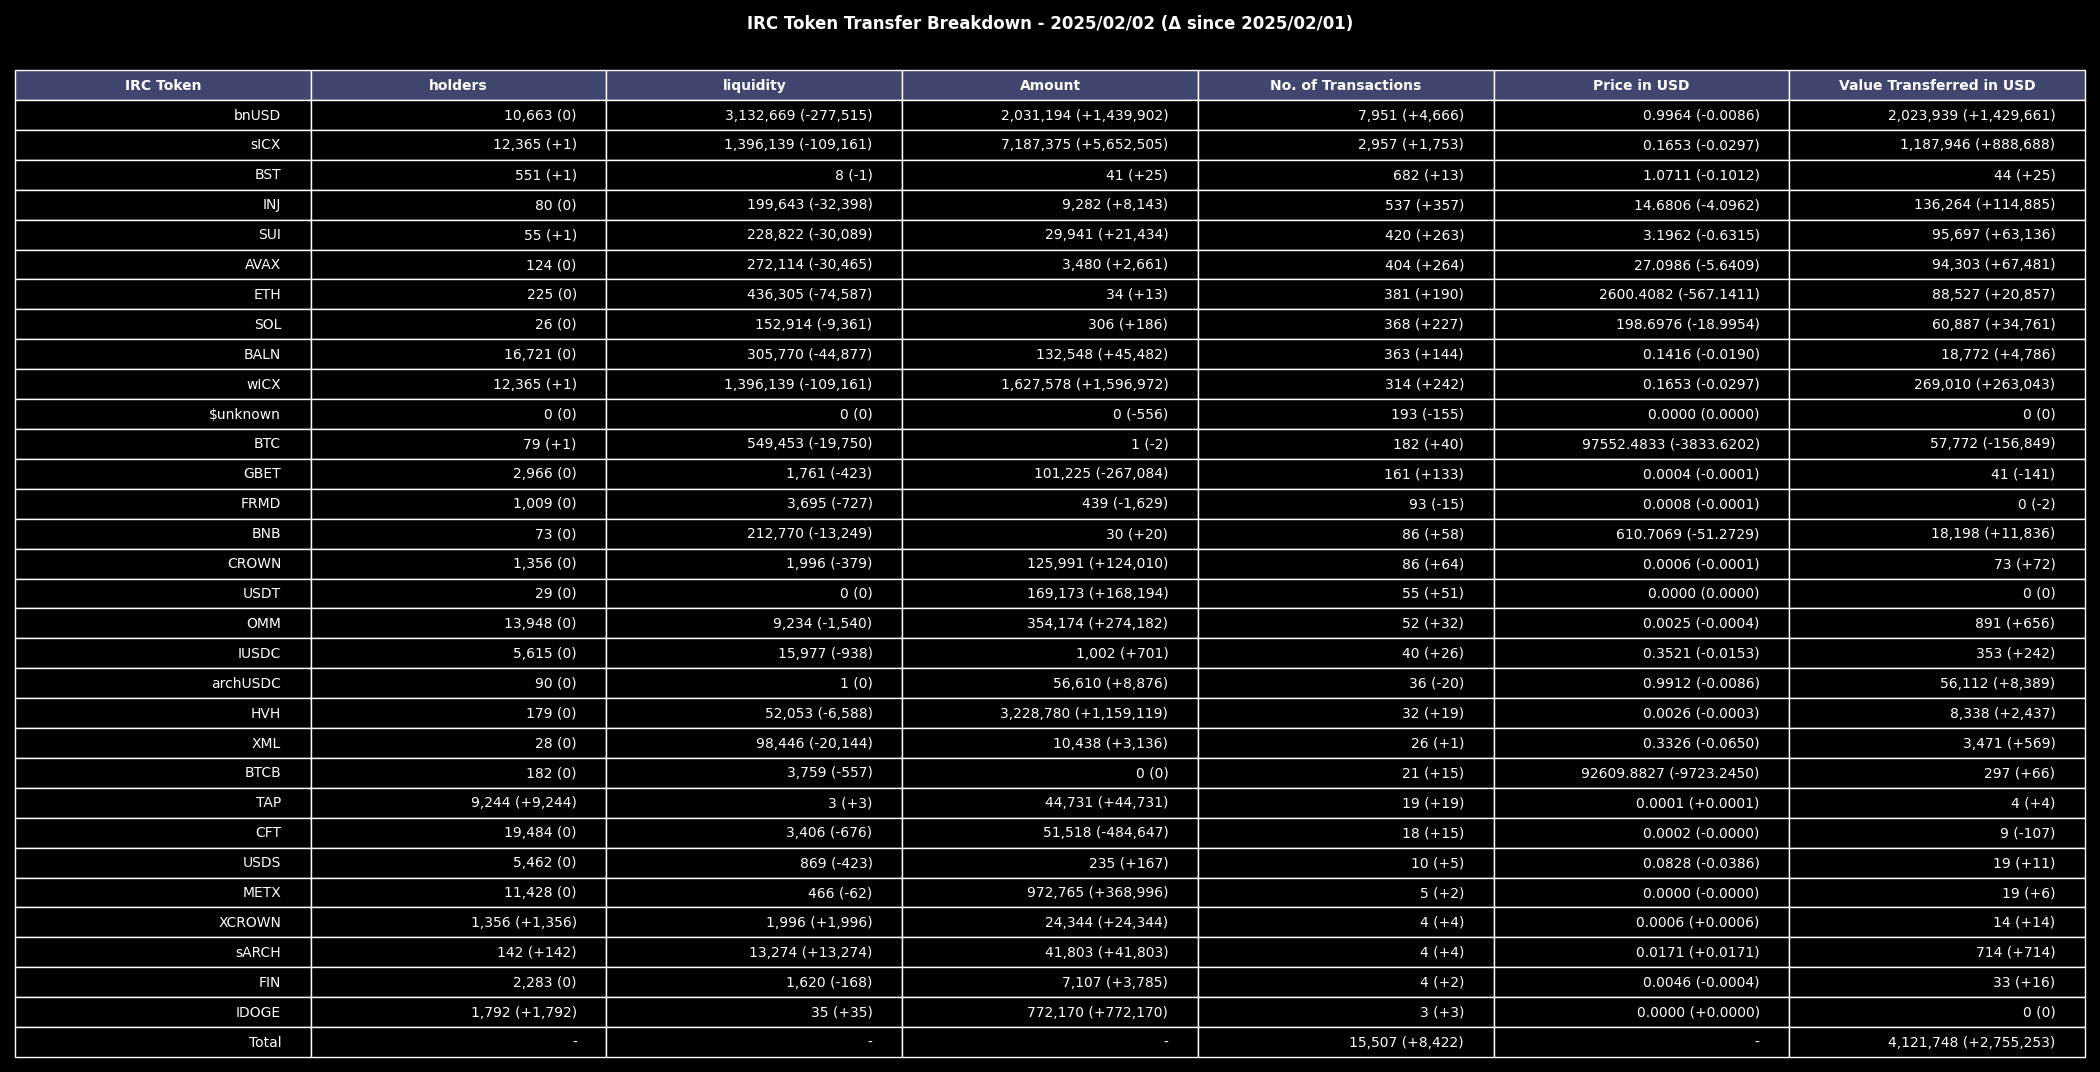 IRC Token Transfer Breakdown - 2025/02/02 (Δ since 2025/02/01)
IRC Token holders liquidity Amount No. of Transactions Price in USD Value Transferred in USD
bnUSD 10,663 (0) 3,132,669 (-277,515) 2,031,194 (+1,439,902) 7,951 (+4,666) 0.9964 (-0.0086) 2,023,939 (+1,429,661)
sICX 12,365 (+1) 1,396,139 (-109,161) 7,187,375 (+5,652,505) 2,957 (+1,753) 0.1653 (-0.0297) 1,187,946 (+888,688)
BST 551 (+1) 8 (-1) 41 (+25) 682 (+13) 1.0711 (-0.1012) 44 (+25)
INJ 80 (0) 199,643 (-32,398) 9,282 (+8,143) 537 (+357) 14.6806 (-4.0962) 136,264 (+114,885)
SUI 55 (+1) 228,822 (-30,089) 29,941 (+21,434) 420 (+263) 3.1962 (-0.6315) 95,697 (+63,136)
AVAX 124 (0) 272,114 (-30,465) 3,480 (+2,661) 404 (+264) 27.0986 (-5.6409) 94,303 (+67,481)
ETH 225 (0) 436,305 (-74,587) 34 (+13) 381 (+190) 2600.4082 (-567.1411) 88,527 (+20,857)
SOL 26 (0) 152,914 (-9,361) 306 (+186) 368 (+227) 198.6976 (-18.9954) 60,887 (+34,761)
BALN 16,721 (0) 305,770 (-44,877) 132,548 (+45,482) 363 (+144) 0.1416 (-0.0190) 18,772 (+4,786)
wICX 12,365 (+1) 1,396,139 (-109,161) 1,627,578 (+1,596,972) 314 (+242) 0.1653 (-0.0297) 269,010 (+263,043)
$unknown 0 (0) 0 (0) 0 (-556) 193 (-155) 0.0000 (0.0000) 0 (0)
BTC 79 (+1) 549,453 (-19,750) 1 (-2) 182 (+40) 97552.4833 (-3833.6202) 57,772 (-156,849)
GBET 2,966 (0) 1,761 (-423) 101,225 (-267,084) 161 (+133) 0.0004 (-0.0001) 41 (-141)
FRMD 1,009 (0) 3,695 (-727) 439 (-1,629) 93 (-15) 0.0008 (-0.0001) 0 (-2)
BNB 73 (0) 212,770 (-13,249) 30 (+20) 86 (+58) 610.7069 (-51.2729) 18,198 (+11,836)
CROWN 1,356 (0) 1,996 (-379) 125,991 (+124,010) 86 (+64) 0.0006 (-0.0001) 73 (+72)
USDT 29 (0) 0 (0) 169,173 (+168,194) 55 (+51) 0.0000 (0.0000) 0 (0)
OMM 13,948 (0) 9,234 (-1,540) 354,174 (+274,182) 52 (+32) 0.0025 (-0.0004) 891 (+656)
IUSDC 5,615 (0) 15,977 (-938) 1,002 (+701) 40 (+26) 0.3521 (-0.0153) 353 (+242)
archUSDC 90 (0) 1 (0) 56,610 (+8,876) 36 (-20) 0.9912 (-0.0086) 56,112 (+8,389)
HVH 179 (0) 52,053 (-6,588) 3,228,780 (+1,159,119) 32 (+19) 0.0026 (-0.0003) 8,338 (+2,437)
XML 28 (0) 98,446 (-20,144) 10,438 (+3,136) 26 (+1) 0.3326 (-0.0650) 3,471 (+569)
BTCB 182 (0) 3,759 (-557) 0 (0) 21 (+15) 92609.8827 (-9723.2450) 297 (+66)
TAP 9,244 (+9,244) 3 (+3) 44,731 (+44,731) 19 (+19) 0.0001 (+0.0001) 4 (+4)
CFT 19,484 (0) 3,406 (-676) 51,518 (-484,647) 18 (+15) 0.0002 (-0.0000) 9 (-107)
USDS 5,462 (0) 869 (-423) 235 (+167) 10 (+5) 0.0828 (-0.0386) 19 (+11)
METX 11,428 (0) 466 (-62) 972,765 (+368,996) 5 (+2) 0.0000 (-0.0000) 19 (+6)
XCROWN 1,356 (+1,356) 1,996 (+1,996) 24,344 (+24,344) 4 (+4) 0.0006 (+0.0006) 14 (+14)
sARCH 142 (+142) 13,274 (+13,274) 41,803 (+41,803) 4 (+4) 0.0171 (+0.0171) 714 (+714)
FIN 2,283 (0) 1,620 (-168) 7,107 (+3,785) 4 (+2) 0.0046 (-0.0004) 33 (+16)
IDOGE 1,792 (+1,792) 35 (+35) 772,170 (+772,170) 3 (+3) 0.0000 (+0.0000) 0 (0)
Total - - - 15,507 (+8,422) - 4,121,748 (+2,755,253)